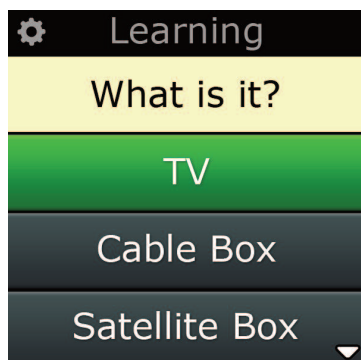 Learning
What is it?
TV
Cable Box
Satellite Box